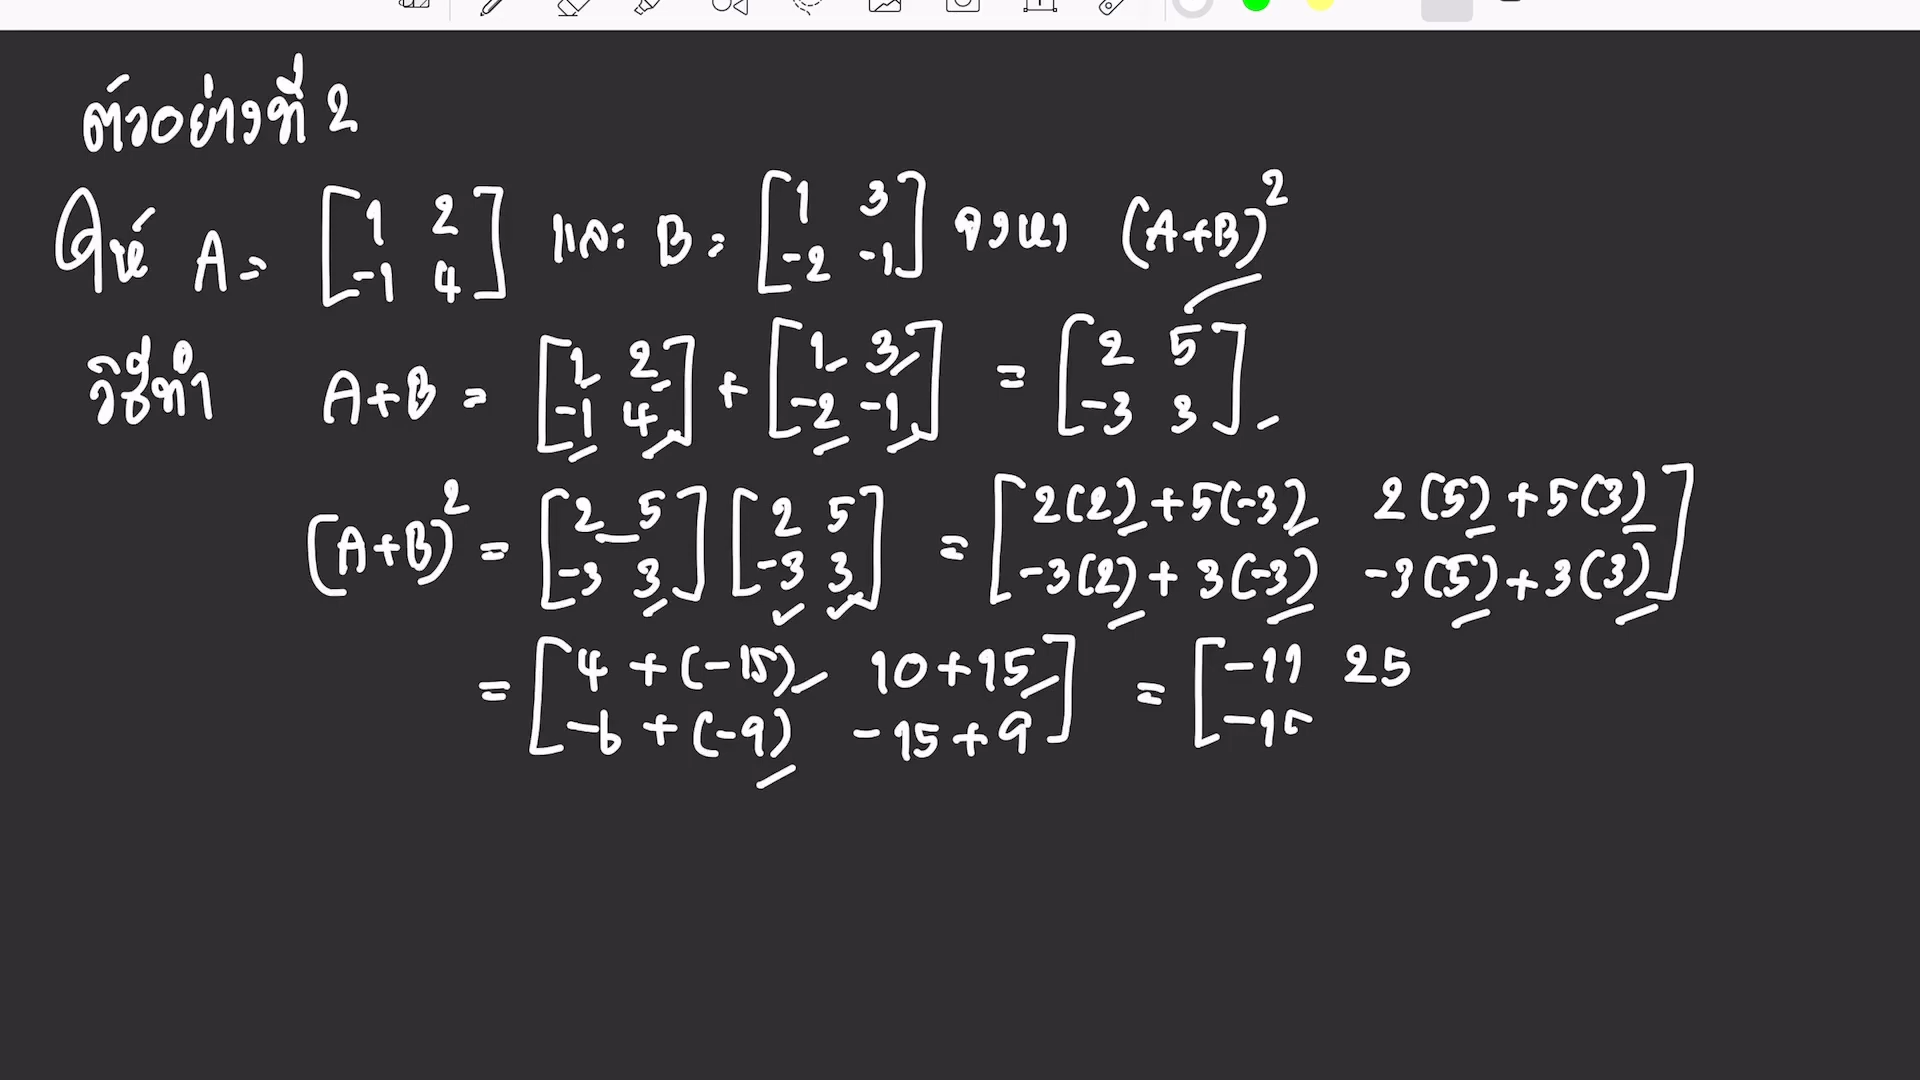 ตัวอย่างที่ 2
ให้ A = [1 2; -1 4] และ B = [1 3; -2 -1] จงหา (A+B)²
วิธีทำ A+B = [1 2; -1 4] + [1 3; -2 -1] = [2 5; -3 3]
(A+B)² = [2 5; -3 3] [2 5; -3 3] = [2(2)+5(-3) 2(5)+5(3); -3(2)+3(-3) -3(5)+3(3)]
= [4+(-15) 10+15; -6+(-9) -15+9] = [-11 25; -15